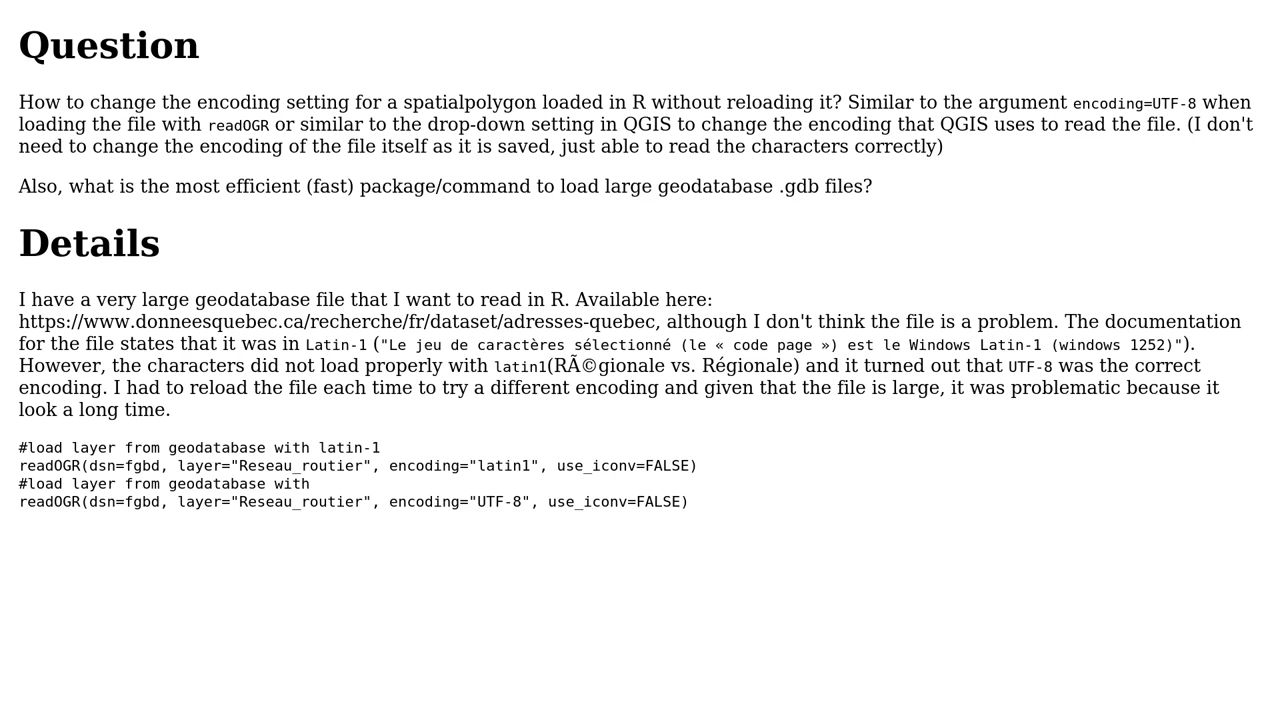 Question
How to change the encoding setting for a spatialpolygon loaded in R without reloading it? Similar to the argument encoding=UTF-8 when
loading the file with readOGR or similar to the drop-down setting in QGIS to change the encoding that QGIS uses to read the file. (I don't
need to change the encoding of the file itself as it is saved, just able to read the characters correctly)
Also, what is the most efficient (fast) package/command to load large geodatabase .gdb files?
Details
I have a very large geodatabase file that I want to read in R. Available here:
https://www.donneesquebec.ca/recherche/fr/dataset/adresses-quebec, although I don't think the file is a problem. The documentation
for the file states that it was in Latin-1 ("Le jeu de caractères sélectionné (le « code page ») est le Windows Latin-1 (windows 1252)").
However, the characters did not load properly with latin1(RÃ©gionale vs. Régionale) and it turned out that UTF-8 was the correct
encoding. I had to reload the file each time to try a different encoding and given that the file is large, it was problematic because it
look a long time.
#load layer from geodatabase with latin-1
readOGR(dsn=fgbd, layer="Reseau_routier", encoding="latin1", use_iconv=FALSE)
#load layer from geodatabase with
readOGR(dsn=fgbd, layer="Reseau_routier", encoding="UTF-8", use_iconv=FALSE)